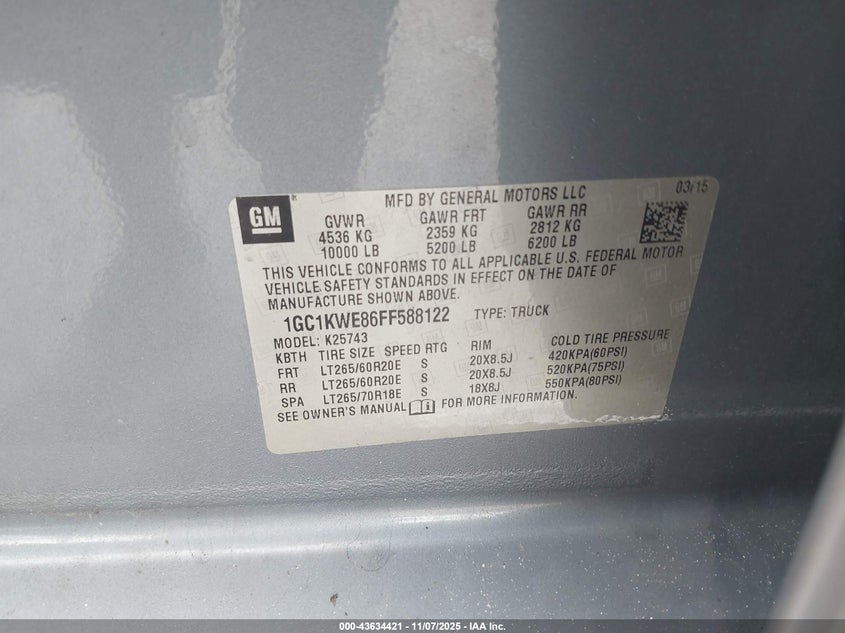 GM
MFD BY GENERAL MOTORS LLC
03/15
GVWR GAWR FRT GAWR RR
4536 KG 2359 KG 2812 KG
10000 LB 5200 LB 6200 LB
THIS VEHICLE CONFORMS TO ALL APPLICABLE U.S. FEDERAL MOTOR
VEHICLE SAFETY STANDARDS IN EFFECT ON THE DATE OF
MANUFACTURE SHOWN ABOVE.
1GC1KWE86FF588122 TYPE: TRUCK
MODEL: K25743
KBTH TIRE SIZE SPEED RTG RIM COLD TIRE PRESSURE
FRT LT265/60R20E S 20X8.5J 420KPA(60PSI)
RR LT265/60R20E S 20X8.5J 520KPA(75PSI)
SPA LT265/70R18E S 18X8J 550KPA(80PSI)
SEE OWNER'S MANUAL FOR MORE INFORMATION.
000-43634421 - 11/07/2025 - IAA Inc.